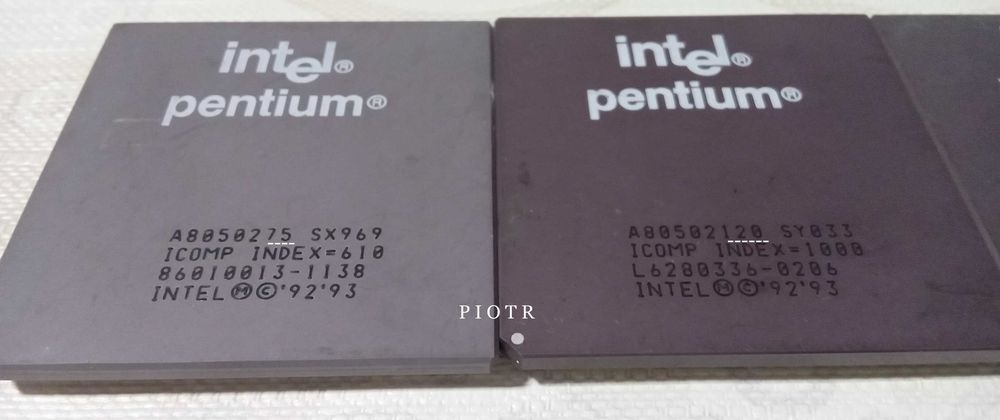 intel®
pentium®
A8050275 SX969
ICOMP INDEX=610
86010013-1138
INTEL Ⓜ©'92'93
intel®
pentium®
A80502120 SY033
ICOMP INDEX=1000
L6280336-0206
INTEL Ⓜ©'92'93
PIOTR